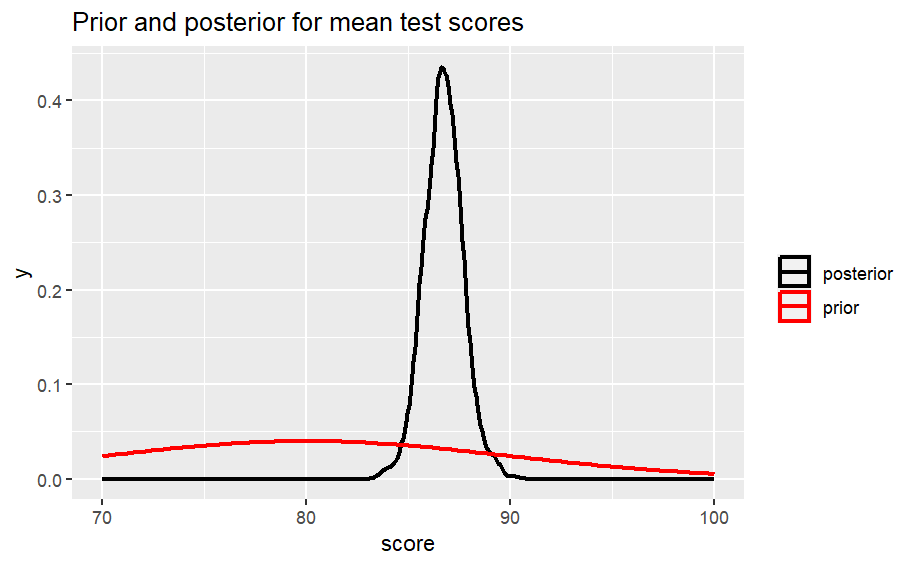 Prior and posterior for mean test scores
0.4
0.3
0.2
0.1
0.0
y
70 80 90 100
score
posterior
prior